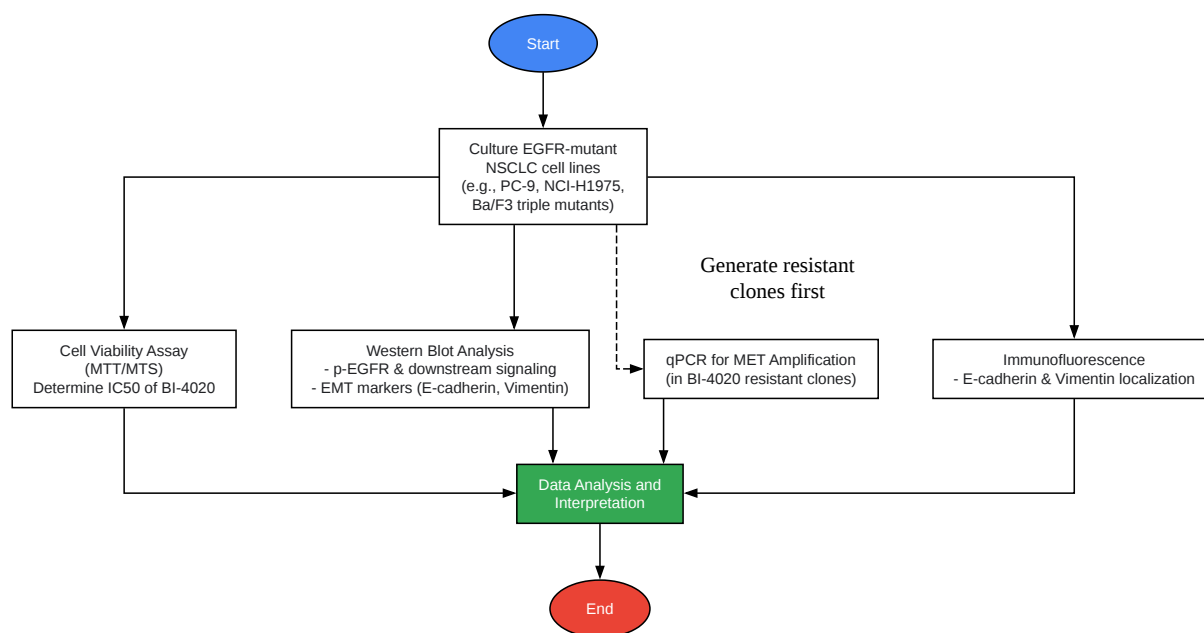 Start
Culture EGFR-mutant
NSCLC cell lines
(e.g., PC-9, NCI-H1975,
Ba/F3 triple mutants)
Generate resistant
clones first
Cell Viability Assay
(MTT/MTS)
Determine IC50 of BI-4020
Western Blot Analysis
- p-EGFR & downstream signaling
- EMT markers (E-cadherin, Vimentin)
qPCR for MET Amplification
(in BI-4020 resistant clones)
Immunofluorescence
- E-cadherin & Vimentin localization
Data Analysis and
Interpretation
End